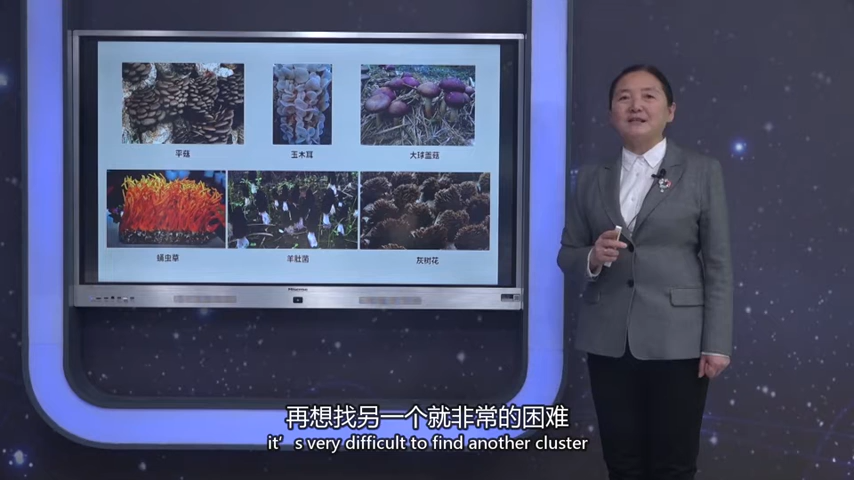 平菇
玉木耳
大球盖菇
蛹虫草
羊肚菌
灰树花
Hisense
再想找另一个就非常的困难
it's very difficult to find another cluster